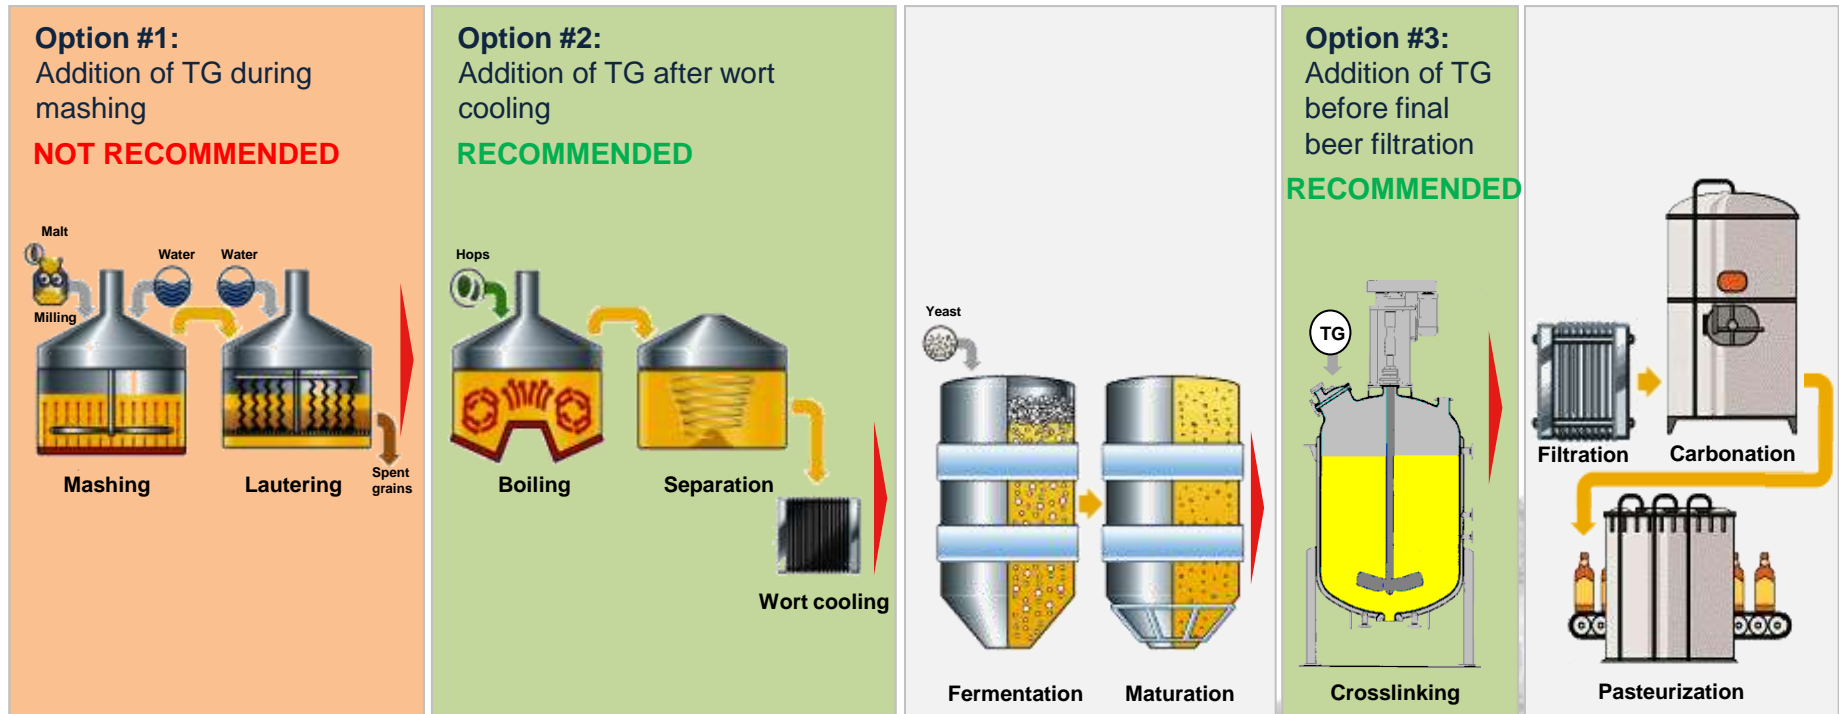 Option #1:
Addition of TG during
mashing
NOT RECOMMENDED
Malt
Water
Water
Milling
Mashing
Lautering
Spent
grains
Option #2:
Addition of TG after wort
cooling
RECOMMENDED
Hops
Boiling
Separation
Wort cooling
Yeast
Fermentation
Maturation
Option #3:
Addition of TG
before final
beer filtration
RECOMMENDED
TG
Crosslinking
Filtration
Carbonation
Pasteurization